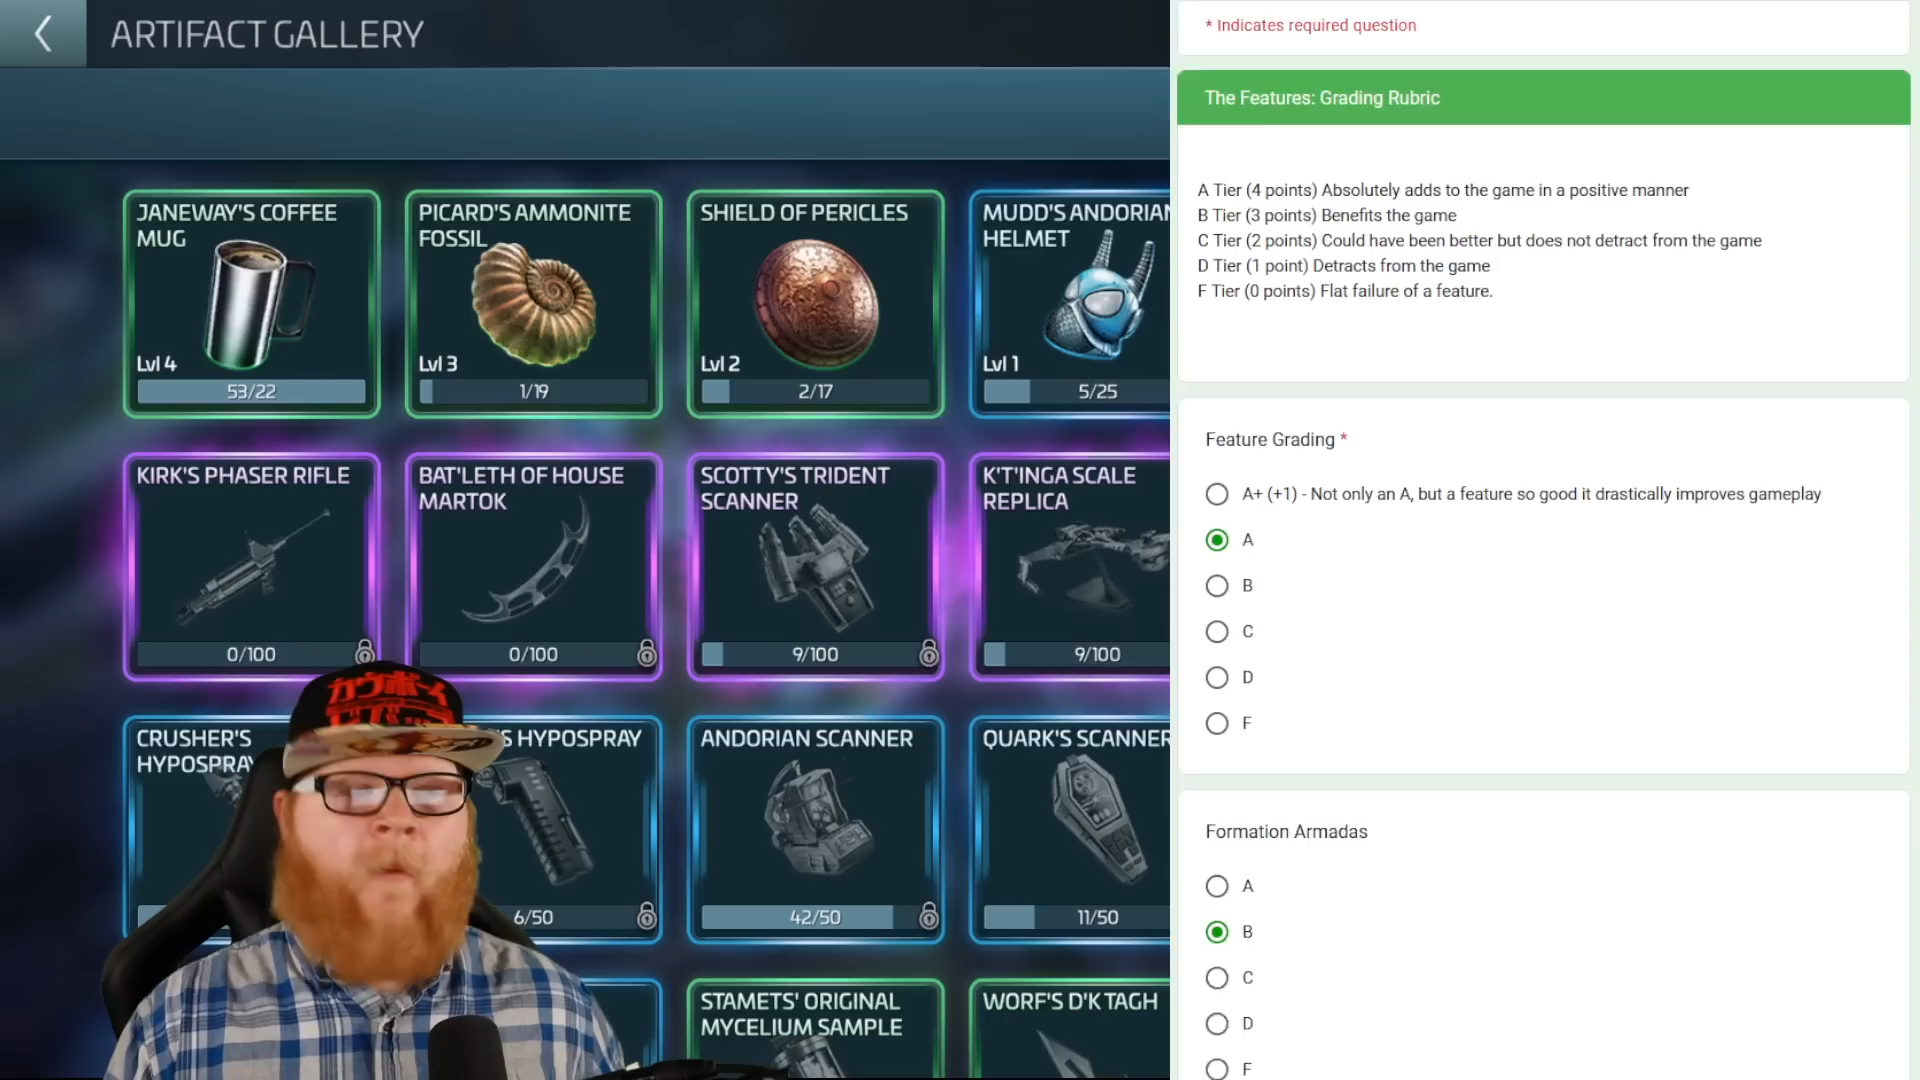 ARTIFACT GALLERY
JANEWAY'S COFFEE
MUG
Lvl 4
53/22
PICARD'S AMMONITE
FOSSIL
Lvl 3
1/19
SHIELD OF PERICLES
Lvl 2
2/17
MUDD'S ANDORIAN
HELMET
Lvl 1
5/25
KIRK'S PHASER RIFLE
0/100
BAT'LETH OF HOUSE
MARTOK
0/100
SCOTTY'S TRIDENT
SCANNER
9/100
K'T'INGA SCALE
REPLICA
9/100
CRUSHER'S
HYPOSPRAY
S HYPOSPRAY
6/50
ANDORIAN SCANNER
42/50
QUARK'S SCANNER
11/50
STAMETS' ORIGINAL
MYCELIUM SAMPLE
WORF'S D'K TAGH
カウボーイ
* Indicates required question
The Features: Grading Rubric
A Tier (4 points) Absolutely adds to the game in a positive manner
B Tier (3 points) Benefits the game
C Tier (2 points) Could have been better but does not detract from the game
D Tier (1 point) Detracts from the game
F Tier (0 points) Flat failure of a feature.
Feature Grading *
A+ (+1) - Not only an A, but a feature so good it drastically improves gameplay
A
B
C
D
F
Formation Armadas
A
B
C
D
F